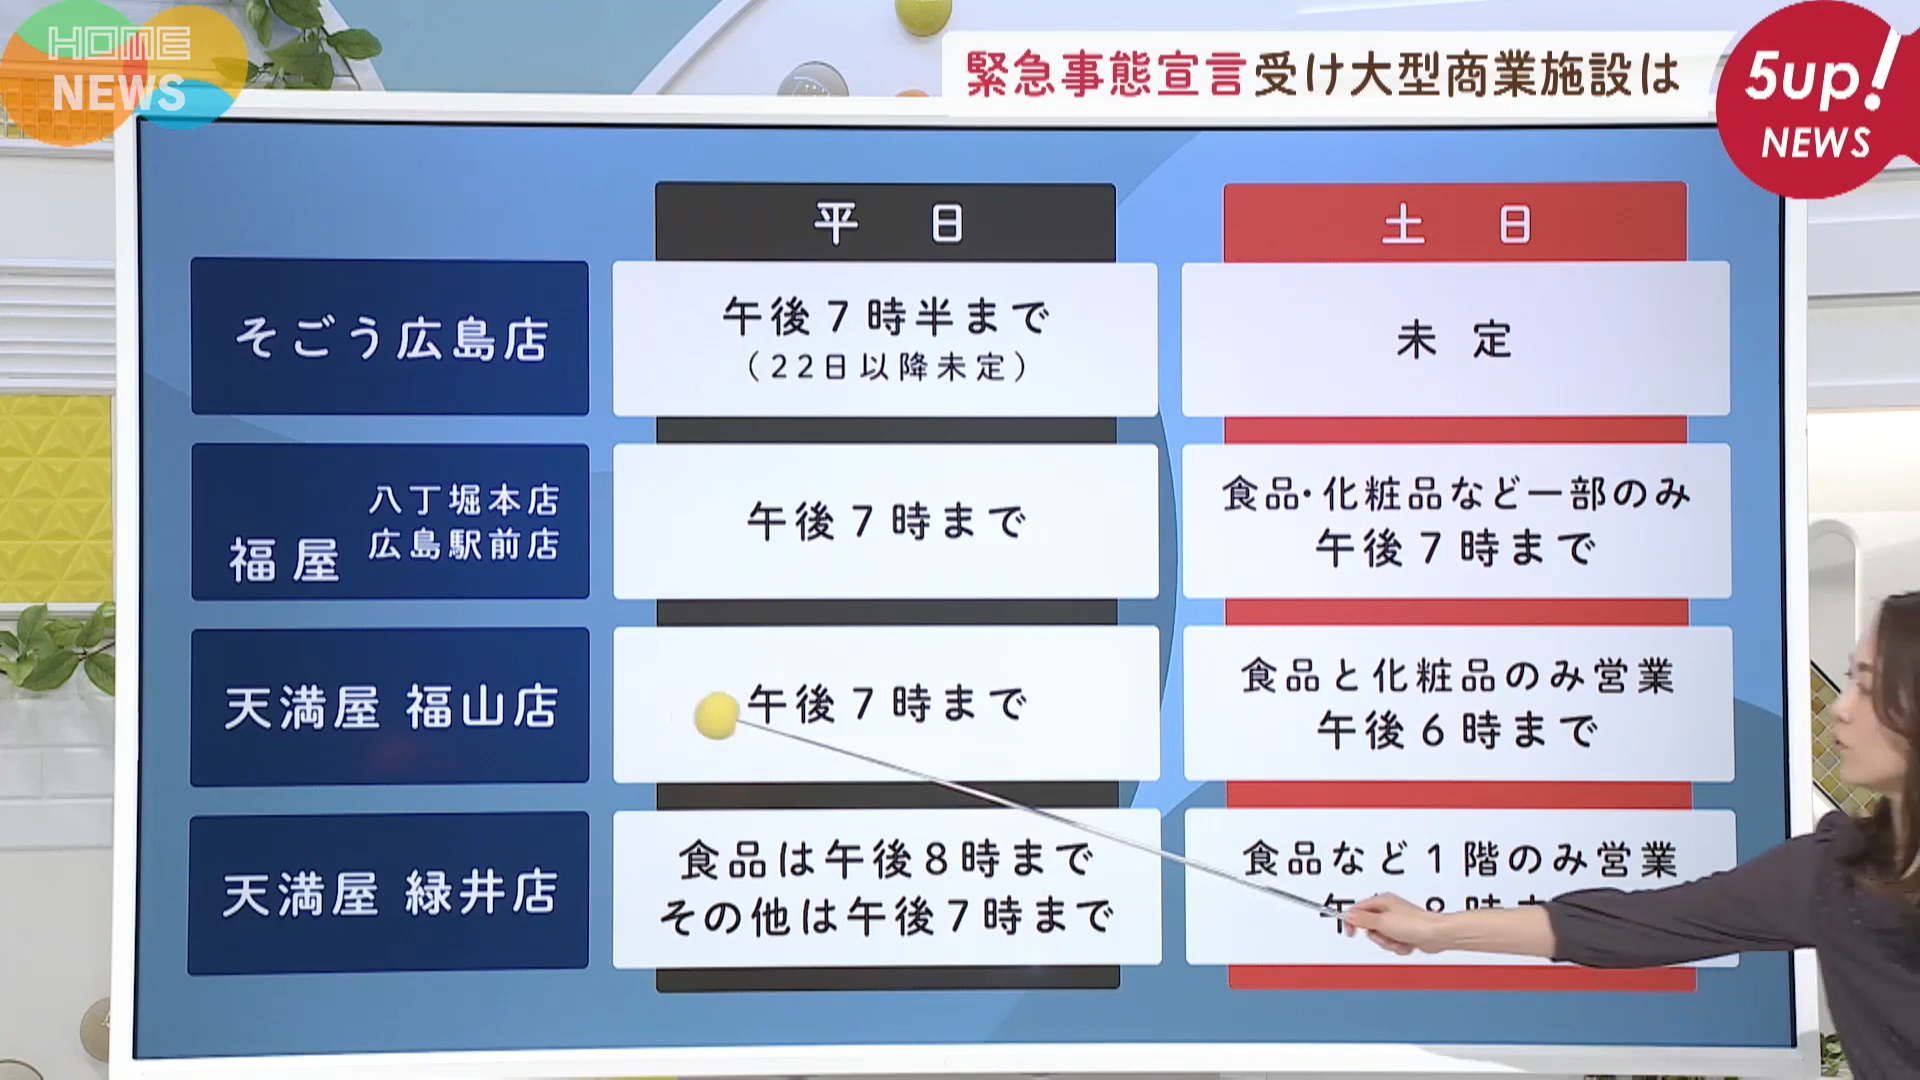 HOME
NEWS
緊急事態宣言受け大型商業施設は
5up!
NEWS
平日
土日
そごう広島店
午後7時半まで
（22日以降未定）
未定
福屋
八丁堀本店
広島駅前店
午後7時まで
食品・化粧品など一部のみ
午後7時まで
天満屋 福山店
午後7時まで
食品と化粧品のみ営業
午後6時まで
天満屋 緑井店
食品は午後8時まで
その他は午後7時まで
食品など1階のみ営業